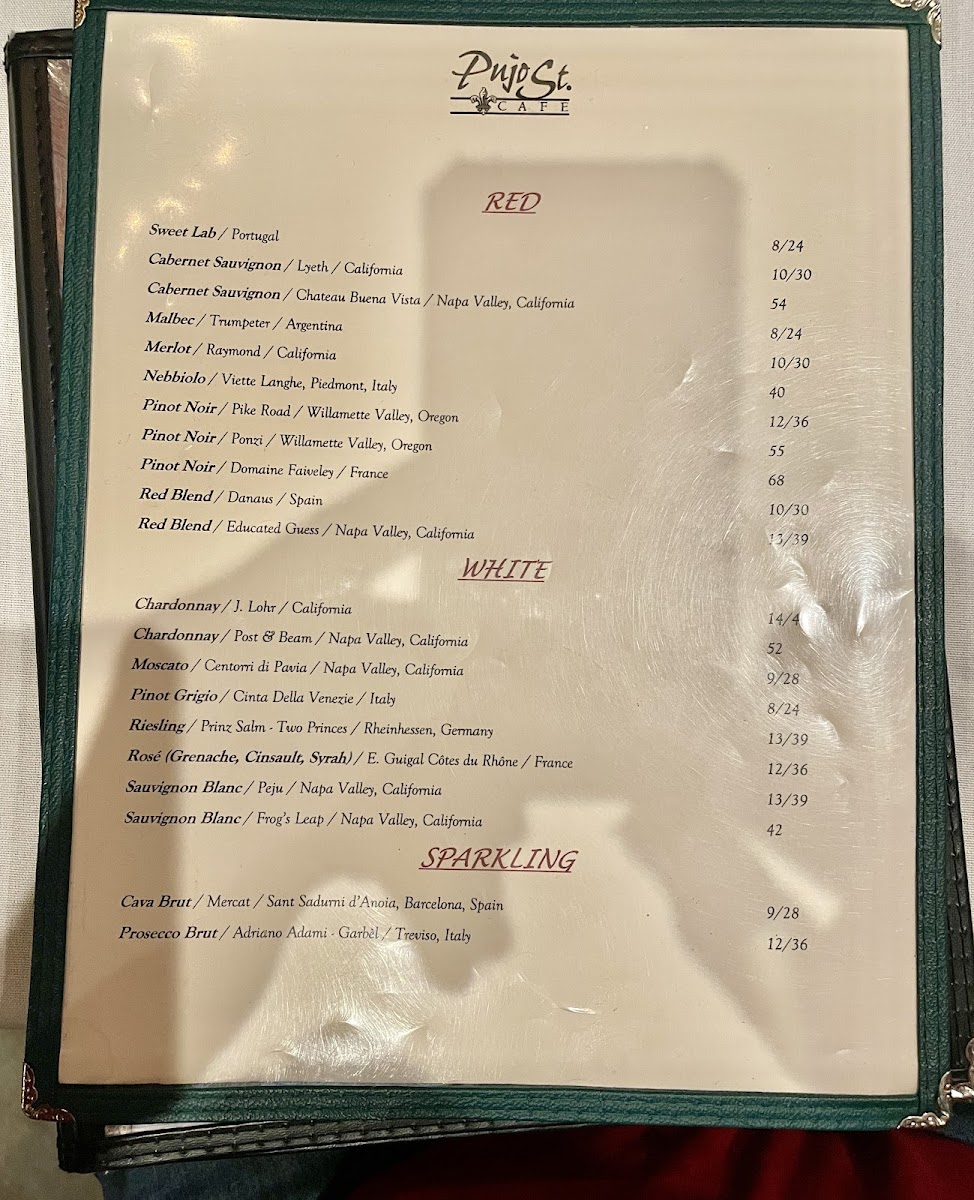 Pujo St.
CAFE
RED
Sweet Lab / Portugal 8/24
Cabernet Sauvignon / Lyeth / California 10/30
Cabernet Sauvignon / Chateau Buena Vista / Napa Valley, California 54
Malbec / Trumpeter / Argentina 8/24
Merlot / Raymond / California 10/30
Nebbiolo / Viette Langhe, Piedmont, Italy 40
Pinot Noir / Pike Road / Willamette Valley, Oregon 12/36
Pinot Noir / Ponzi / Willamette Valley, Oregon 55
Pinot Noir / Domaine Faiveley / France 68
Red Blend / Danaus / Spain 10/30
Red Blend / Educated Guess / Napa Valley, California 13/39
WHITE
Chardonnay / J. Lohr / California
Chardonnay / Post & Beam / Napa Valley, California 52
Moscato / Centorri di Pavia / Napa Valley, California 9/28
Pinot Grigio / Cinta Della Venezie / Italy 8/24
Riesling / Prinz Salm - Two Princes / Rheinhessen, Germany 13/39
Rosé (Grenache, Cinsault, Syrah) / E. Guigal Côtes du Rhône / France 12/36
Sauvignon Blanc / Peju / Napa Valley, California 13/39
Sauvignon Blanc / Frog's Leap / Napa Valley, California 42
SPARKLING
Cava Brut / Mercat / Sant Sadurni d'Anoia, Barcelona, Spain 9/28
Prosecco Brut / Adriano Adami - Garbèl / Treviso, Italy 12/36